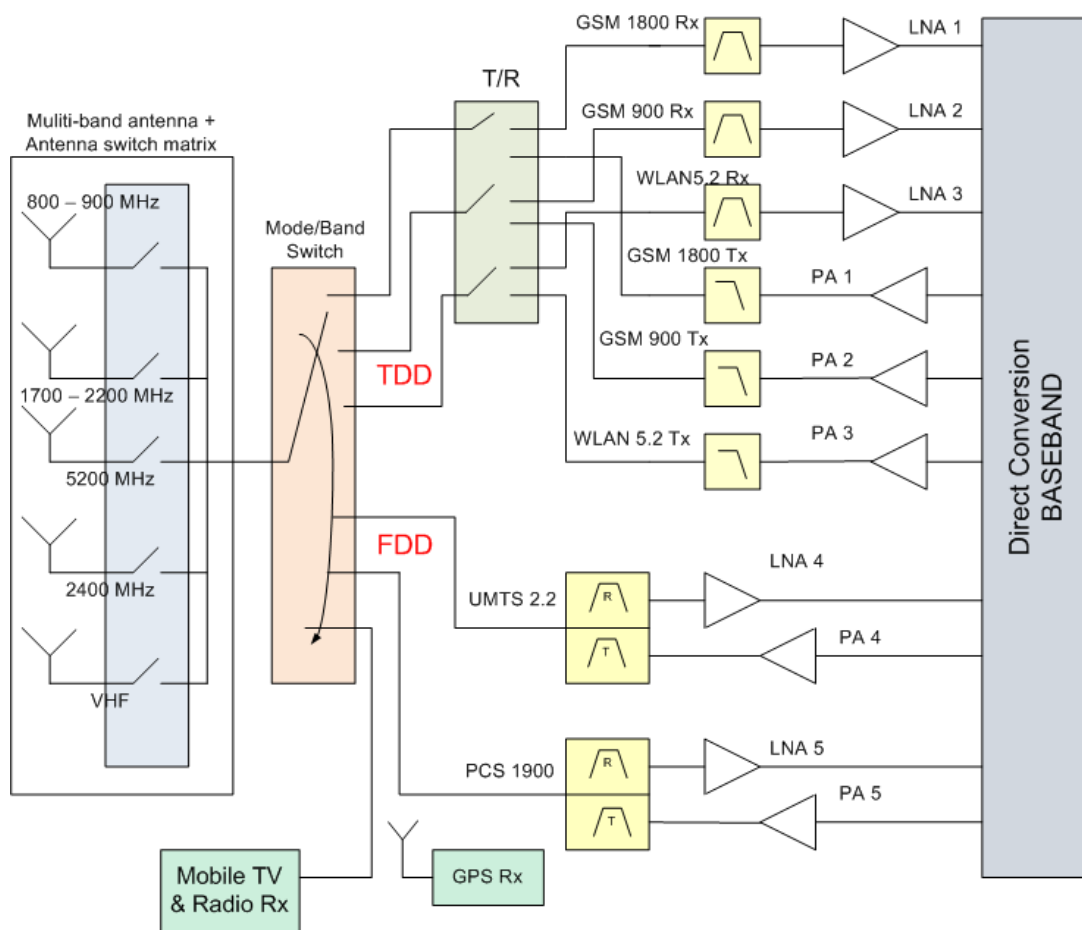 GSM 1800 Rx
LNA 1
T/R
Muliti-band antenna +
Antenna switch matrix
GSM 900 Rx
LNA 2
800 – 900 MHz
WLAN5.2 Rx
LNA 3
Mode/Band
Switch
GSM 1800 Tx
PA 1
GSM 900 Tx
PA 2
TDD
1700 – 2200 MHz
WLAN 5.2 Tx
PA 3
5200 MHz
Direct Conversion
BASEBAND
FDD
LNA 4
2400 MHz
UMTS 2.2
R
T
PA 4
VHF
LNA 5
PCS 1900
R
T
PA 5
Mobile TV
& Radio Rx
GPS Rx